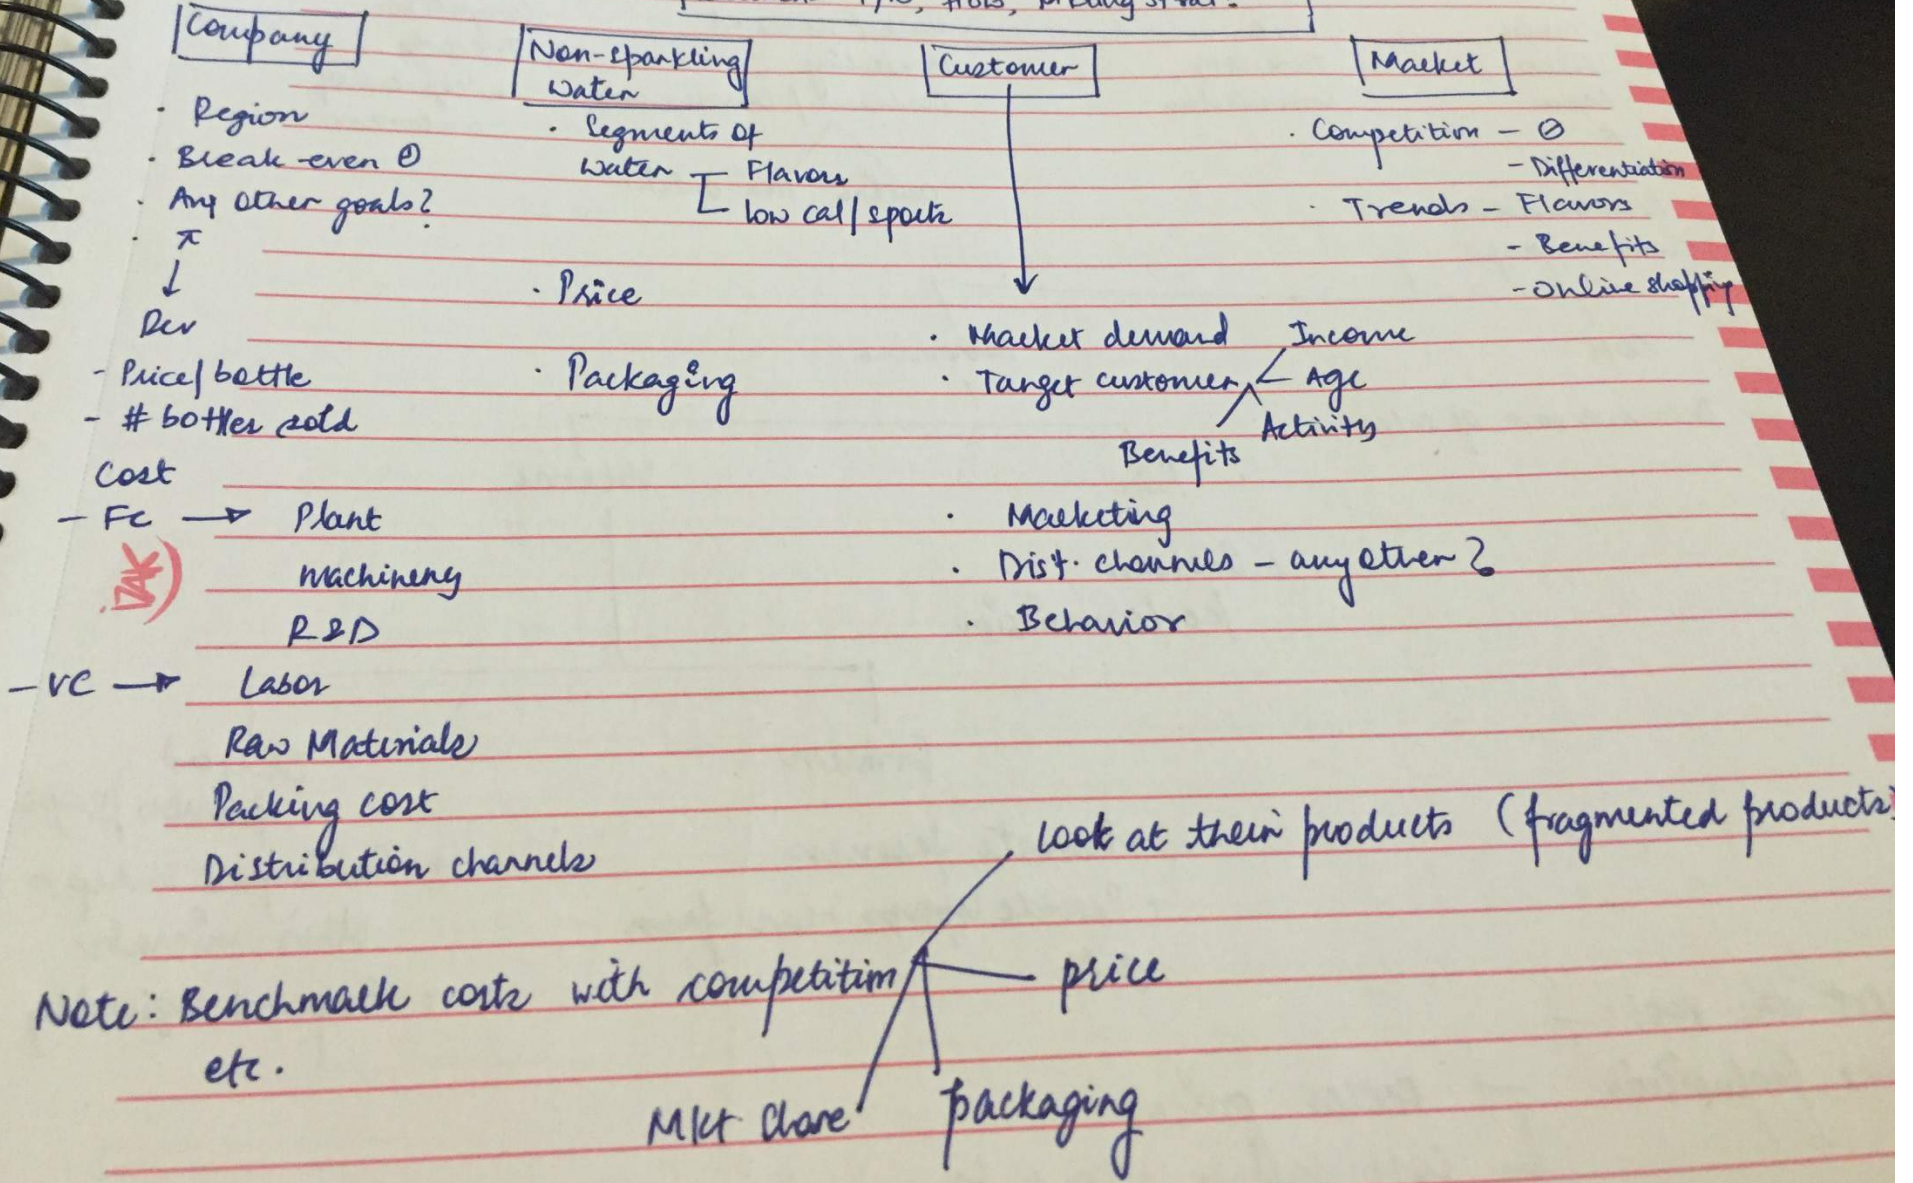 Company
· Region
· Break-even
· Any other goals?
· π
Rev
- Price/bottle
- # bottles sold
Cost
- FC → Plant
machinery
R&D
- VC → Labor
Raw Materials
Packing cost
Distribution channels
Non-sparkling
water
· Segments of
water
Flavors
low cal/sports
· Price
· Packaging
Customer
· Market demand
· Target customer
Income
Age
Activity
Benefits
· Marketing
· Dist. channels - any other?
· Behavior
Market
· Competition -
- Differentiation
· Trends - Flavors
- Benefits
- Online shopping
Note: Benchmark costs with competition
etc.
look at their products (fragmented products)
price
packaging
Mkt share